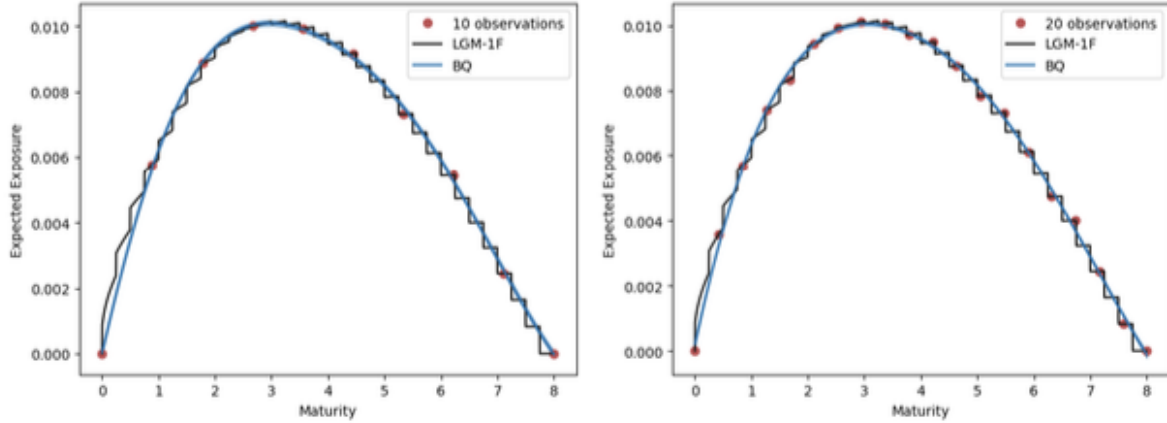 10 observations
LGM-1F
BQ
Expected Exposure
0.010
0.008
0.006
0.004
0.002
0.000
0 1 2 3 4 5 6 7 8
Maturity
20 observations
LGM-1F
BQ
Expected Exposure
0.010
0.008
0.006
0.004
0.002
0.000
0 1 2 3 4 5 6 7 8
Maturity